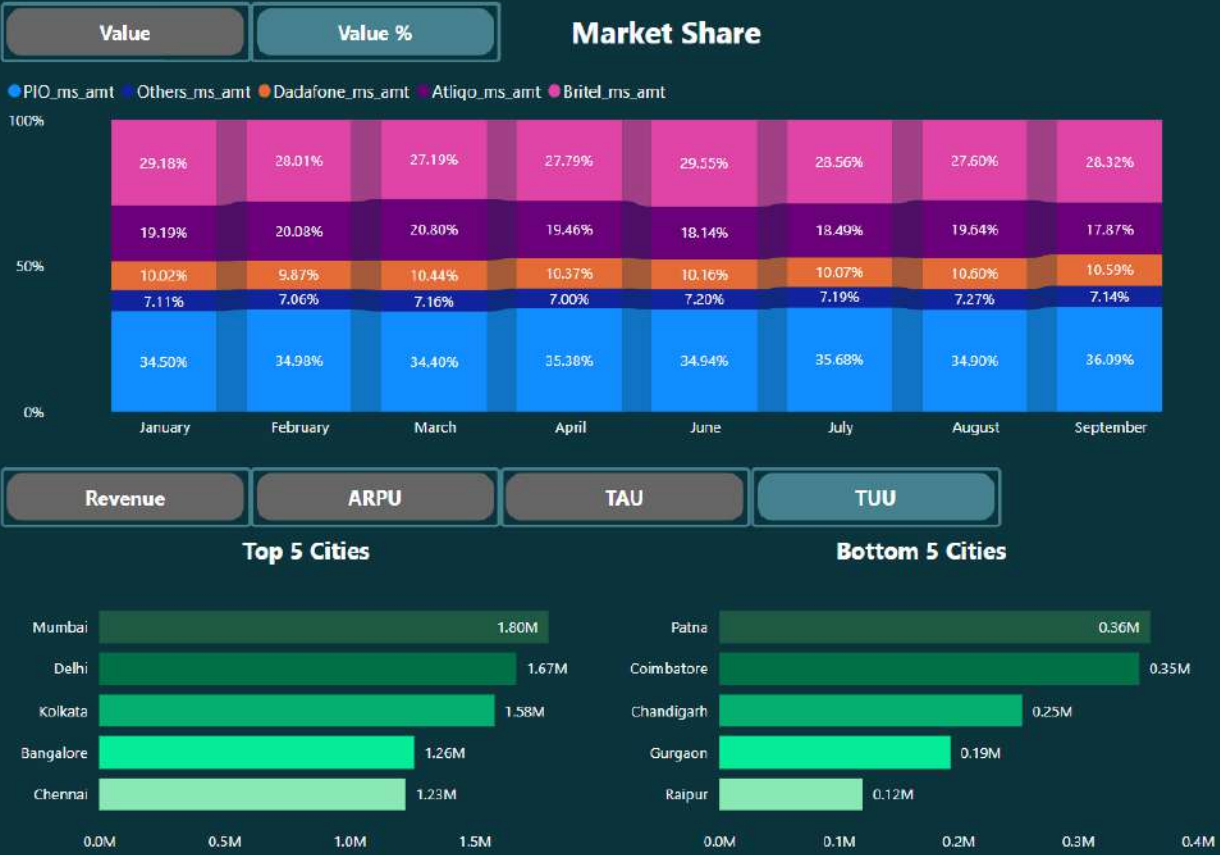 Value Value % Market Share
PIO_ms_amt Others_ms_amt Dadafone_ms_amt Atliqo_ms_amt Britel_ms_amt
100%
29.18% 28.01% 27.19% 27.79% 29.55% 28.56% 27.60% 28.32%
19.19% 20.08% 20.80% 19.46% 18.14% 18.49% 19.64% 17.87%
50%
10.02% 9.87% 10.44% 10.37% 10.16% 10.07% 10.60% 10.59%
7.11% 7.06% 7.16% 7.00% 7.20% 7.19% 7.27% 7.14%
34.50% 34.98% 34.40% 35.38% 34.94% 35.68% 34.90% 36.09%
0%
January February March April June July August September
Revenue ARPU TAU TUU
Top 5 Cities
Mumbai 1.80M
Delhi 1.67M
Kolkata 1.58M
Bangalore 1.26M
Chennai 1.23M
0.0M 0.5M 1.0M 1.5M
Bottom 5 Cities
Patna 0.36M
Coimbatore 0.35M
Chandigarh 0.25M
Gurgaon 0.19M
Raipur 0.12M
0.0M 0.1M 0.2M 0.3M 0.4M